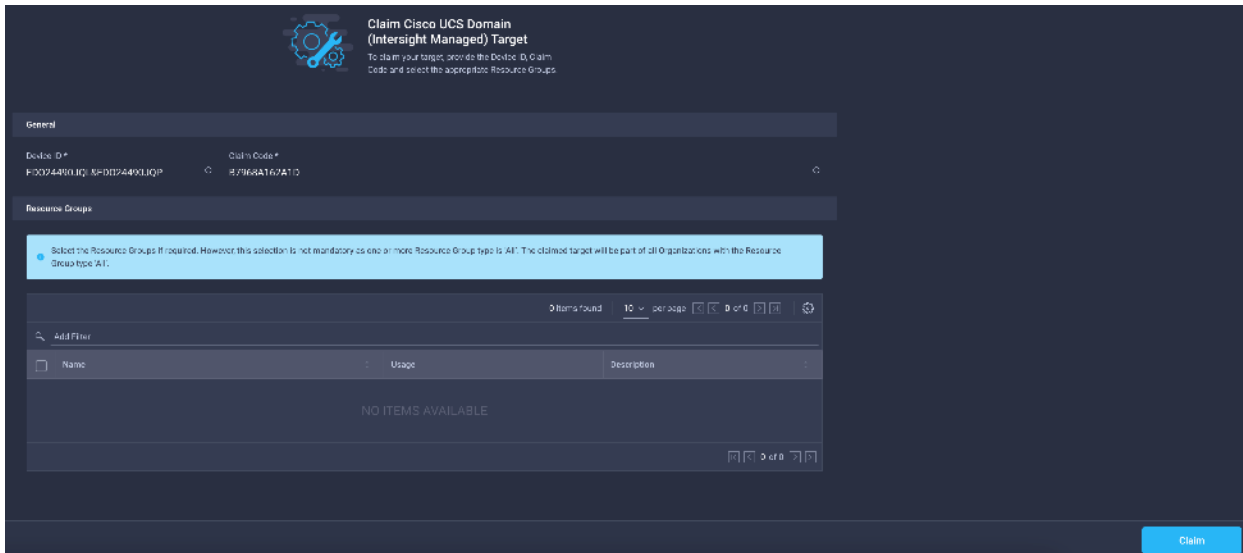 Claim Cisco UCS Domain
(Intersight Managed) Target
To claim your target, provide the Device ID, Claim
Code and select the appropriate Resource Groups.
General
Device ID *
Claim Code *
FDO24490JQL&FDO24490JQP
B7968A162A1D
Resource Groups
Select the Resource Groups if required. However, this selection is not mandatory as one or more Resource Group type is 'All'. The claimed target will be part of all Organizations with the Resource
Group type 'All'.
0 items found 10 per page 0 of 0
Add Filter
Name Usage Description
NO ITEMS AVAILABLE
0 of 0
Claim